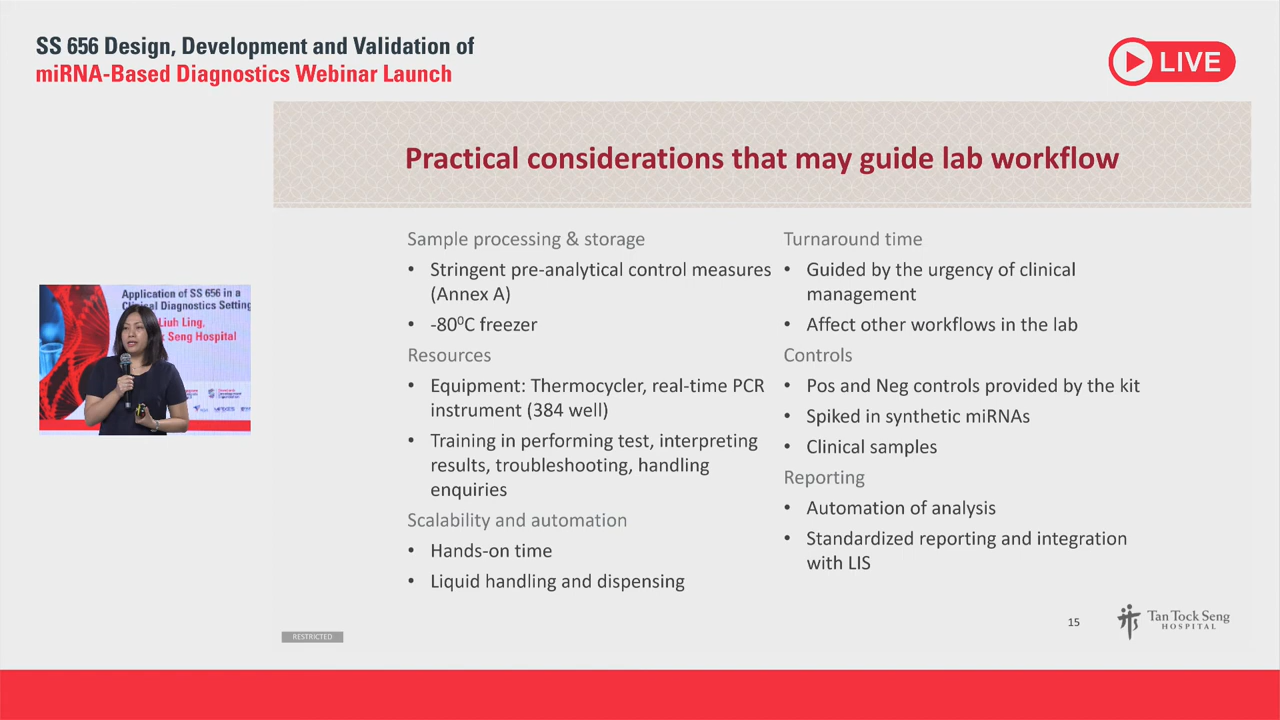 SS 656 Design, Development and Validation of
miRNA-Based Diagnostics Webinar Launch
LIVE
Practical considerations that may guide lab workflow
Sample processing & storage
• Stringent pre-analytical control measures
(Annex A)
• -80⁰C freezer
Resources
• Equipment: Thermocycler, real-time PCR
instrument (384 well)
• Training in performing test, interpreting
results, troubleshooting, handling
enquiries
Scalability and automation
• Hands-on time
• Liquid handling and dispensing
Turnaround time
• Guided by the urgency of clinical
management
• Affect other workflows in the lab
Controls
• Pos and Neg controls provided by the kit
• Spiked in synthetic miRNAs
• Clinical samples
Reporting
• Automation of analysis
• Standardized reporting and integration
with LIS
Application of SS 656 in a
Clinical Diagnostics Setting
Liuh Ling,
Seng Hospital
RESTRICTED
15
Tan Tock Seng
HOSPITAL